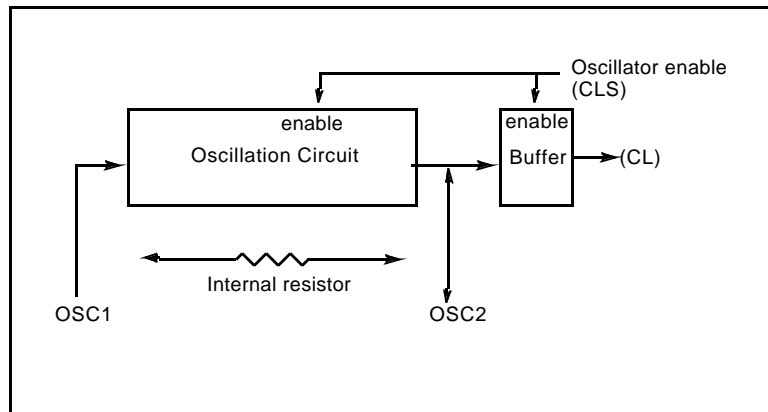 Oscillator enable
(CLS)
enable
enable
Oscillation Circuit
Buffer
(CL)
Internal resistor
OSC1
OSC2